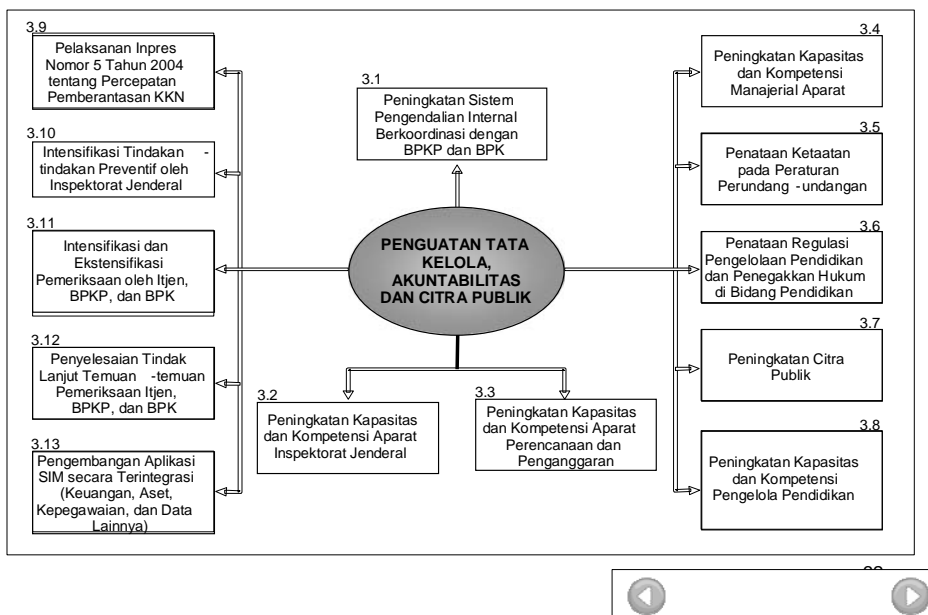 3.9
Pelaksanan Inpres
Nomor 5 Tahun 2004
tentang Percepatan
Pemberantasan KKN
3.10
Intensifikasi Tindakan -
tindakan Preventif oleh
Inspektorat Jenderal
3.11
Intensifikasi dan
Ekstensifikasi
Pemeriksaan oleh Itjen,
BPKP, dan BPK
3.12
Penyelesaian Tindak
Lanjut Temuan -temuan
Pemeriksaan Itjen,
BPKP, dan BPK
3.13
Pengembangan Aplikasi
SIM secara Terintegrasi
(Keuangan, Aset,
Kepegawaian, dan Data
Lainnya)
3.1
Peningkatan Sistem
Pengendalian Internal
Berkoordinasi dengan
BPKP dan BPK
PENGUATAN TATA
KELOLA,
AKUNTABILITAS
DAN CITRA PUBLIK
3.2
Peningkatan Kapasitas
dan Kompetensi Aparat
Inspektorat Jenderal
3.3
Peningkatan Kapasitas
dan Kompetensi Aparat
Perencanaan dan
Penganggaran
3.4
Peningkatan Kapasitas
dan Kompetensi
Manajerial Aparat
3.5
Penataan Ketaatan
pada Peraturan
Perundang -undangan
3.6
Penataan Regulasi
Pengelolaan Pendidikan
dan Penegakkan Hukum
di Bidang Pendidikan
3.7
Peningkatan Citra
Publik
3.8
Peningkatan Kapasitas
dan Kompetensi
Pengelola Pendidikan